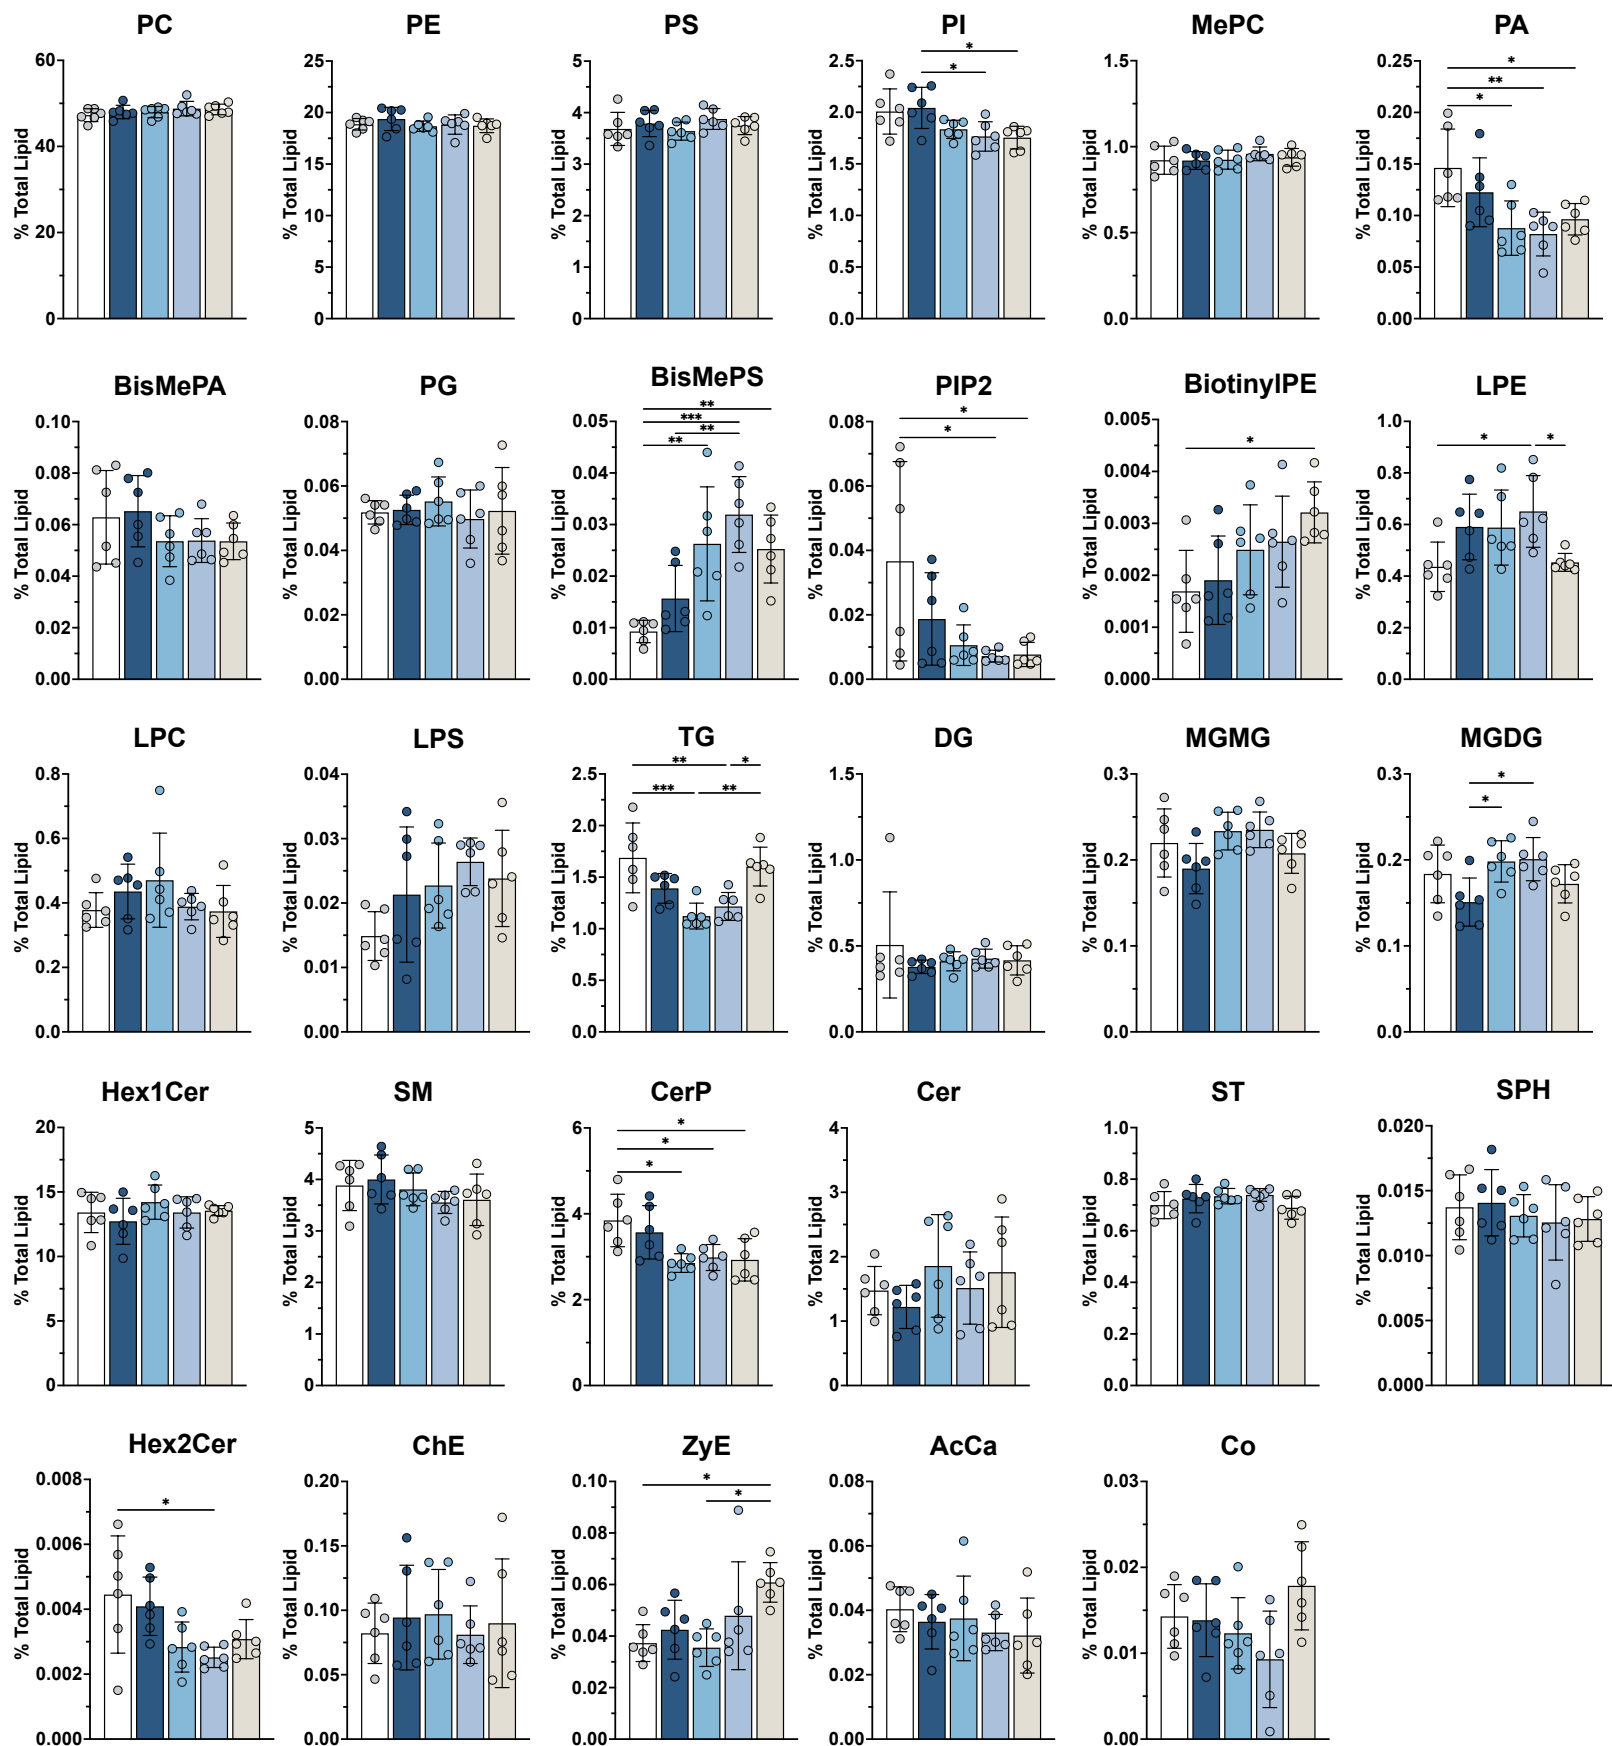 PC PE PS PI MePC PA
% Total Lipid % Total Lipid % Total Lipid % Total Lipid % Total Lipid % Total Lipid
60 40 20 0
25 20 15 10 5 0
5 4 3 2 1 0
2.5 2.0 1.5 1.0 0.5 0.0
* *
1.5 1.0 0.5 0.0
0.25 0.20 0.15 0.10 0.05 0.00
* ** *
BisMePA PG BisMePS PIP2 BiotinylPE LPE
% Total Lipid % Total Lipid % Total Lipid % Total Lipid % Total Lipid % Total Lipid
0.10 0.08 0.06 0.04 0.02 0.00
0.08 0.06 0.04 0.02 0.00
0.05 0.04 0.03 0.02 0.01 0.00
** *** ** **
0.08 0.06 0.04 0.02 0.00
* *
0.005 0.004 0.003 0.002 0.001 0.000
*
1.0 0.8 0.6 0.4 0.2 0.0
* *
LPC LPS TG DG MGMG MGDG
% Total Lipid % Total Lipid % Total Lipid % Total Lipid % Total Lipid % Total Lipid
0.8 0.6 0.4 0.2 0.0
0.04 0.03 0.02 0.01 0.00
2.5 2.0 1.5 1.0 0.5 0.0
** * *** **
1.5 1.0 0.5 0.0
0.3 0.2 0.1 0.0
0.3 0.2 0.1 0.0
* *
Hex1Cer SM CerP Cer ST SPH
% Total Lipid % Total Lipid % Total Lipid % Total Lipid % Total Lipid % Total Lipid
20 15 10 5 0
5 4 3 2 1 0
6 4 2 0
* * *
4 3 2 1 0
1.0 0.8 0.6 0.4 0.2 0.0
0.020 0.015 0.010 0.005 0.000
Hex2Cer ChE ZyE AcCa Co
% Total Lipid % Total Lipid % Total Lipid % Total Lipid % Total Lipid
0.008 0.006 0.004 0.002 0.000
*
0.20 0.15 0.10 0.05 0.00
0.10 0.08 0.06 0.04 0.02 0.00
* *
0.08 0.06 0.04 0.02 0.00
0.03 0.02 0.01 0.00